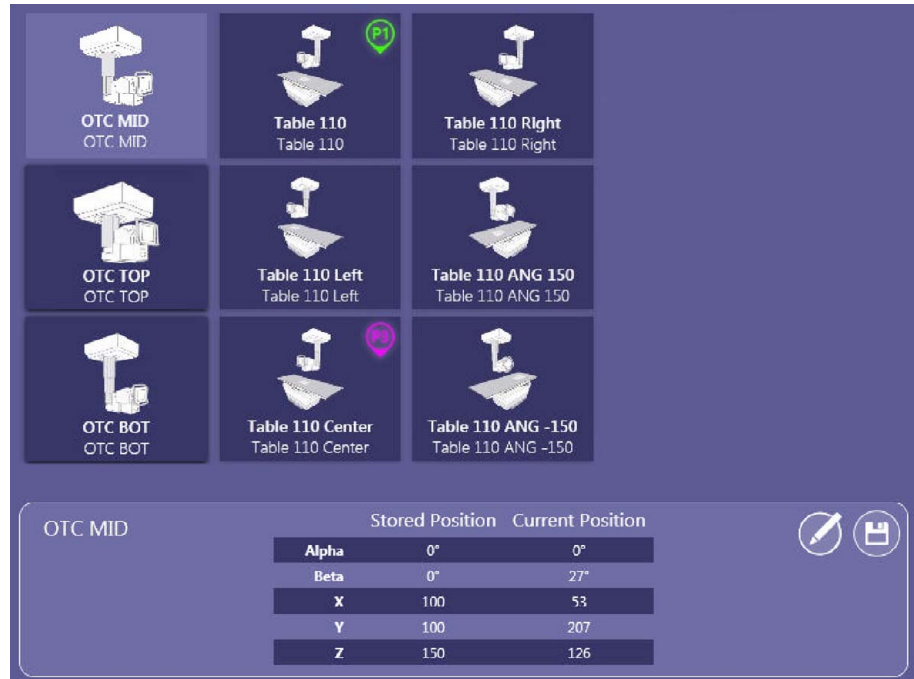 OTC MID
OTC MID
P1
Table 110
Table 110
Table 110 Right
Table 110 Right
OTC TOP
OTC TOP
Table 110 Left
Table 110 Left
Table 110 ANG 150
Table 110 ANG 150
OTC BOT
OTC BOT
P3
Table 110 Center
Table 110 Center
Table 110 ANG -150
Table 110 ANG -150
OTC MID
Stored Position Current Position
Alpha 0° 0°
Beta 0° 27°
X 100 53
Y 100 207
Z 150 126